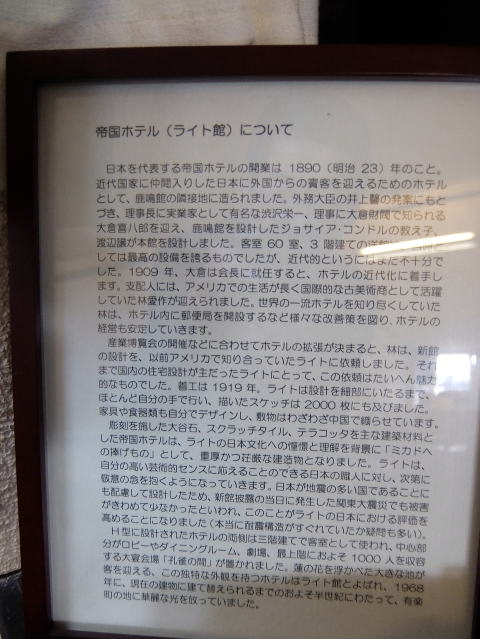 帝国ホテル（ライト館）について
日本を代表する帝国ホテルの開業は 1890（明治 23）年のこと。
近代国家に仲間入りした日本に外国からの賓客を迎えるためのホテル
として、鹿鳴館の隣接地に造られました。外務大臣の井上馨の発案にもと
づき、理事長に実業家として有名な渋沢栄一、理事に大倉財閥で知られる
大倉喜八郎を迎え、鹿鳴館を設計したジョサイア・コンドルの教え子、
渡辺譲が本館を設計しました。客室 60 室、3 階建ての洋館は、当時と
しては最高の設備を誇るものでしたが、近代的というにはまだ不十分で
した。1909 年、大倉は会長に就任すると、ホテルの近代化に着手しま
す。支配人には、アメリカでの生活が長く国際的な古美術商として活躍
していた林愛作が迎えられました。世界の一流ホテルを知り尽くしていた
林は、ホテル内に郵便局を開設するなど様々な改善策を図り、ホテルの
経営も安定していきます。
産業博覧会の開催などに合わせてホテルの拡張が決まると、林は、新館
の設計を、以前アメリカで知り合っていたライトに依頼しました。それ
まで国内の住宅設計が主だったライトにとって、この依頼はたいへん魅力
的なものでした。着工は 1919 年。ライトは設計を細部にいたるまで、
ほとんど自分の手で行い、描いたスケッチは 2000 枚にも及びました。
家具や食器類も自分でデザインし、敷物はわざわざ中国で織らせています。
彫刻を施した大谷石、スクラッチタイル、テラコッタを主な建築材料と
した帝国ホテルは、ライトの日本文化への憧憬と理解を背景に「ミカドへ
の捧げもの」として、重厚かつ荘厳な建造物となりました。ライトは、
自分の高い芸術的センスに応えることのできる日本の職人に対し、次第に
敬意の念を抱くようになっていきます。日本が地震の多い国であることに
も配慮して設計したため、新館披露の当日に発生した関東大震災でも被害
がきわめて少なかったといわれ、このことがライトの日本における評価を
高めることになりました（本当に耐震構造がすぐれていたか疑問も）。
H 型に設計されたホテルの両側は三階建てで客室として使われ、中心部
分がロビーやダイニングルーム、劇場、最上階におよそ 1000 人を収容
する大宴会場「孔雀の間」が置かれました。蓮の花を浮かべた大きな池が
客を迎える、この独特な外観を持つホテルはライト館とよばれ、1968
年に、現在の建物に建て替えられるまでのおよそ半世紀にわたって、有楽
町の地に華麗な光を放っていました。